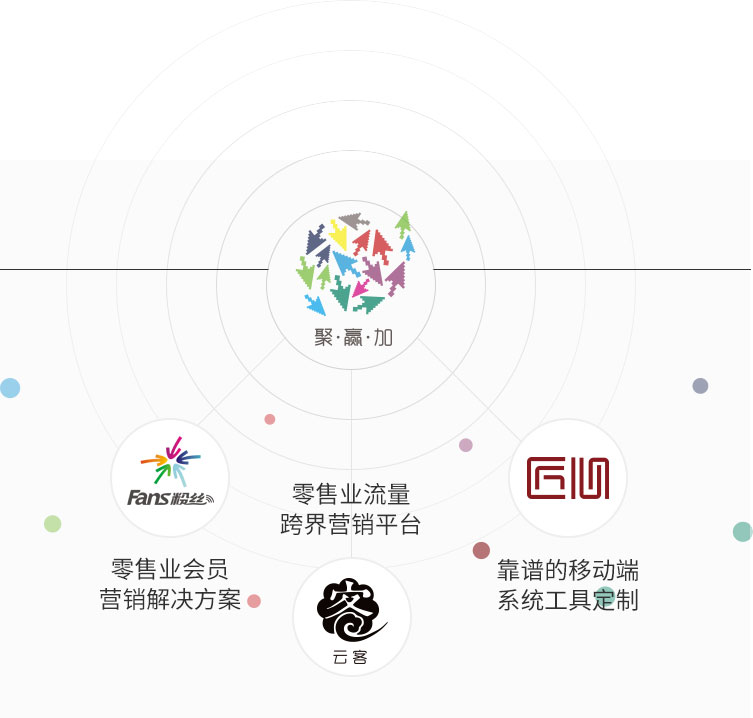 聚·赢·加
Fans粉丝
零售业流量
跨界营销平台
零售业会员
营销解决方案
靠谱的移动端
系统工具定制
客
云客